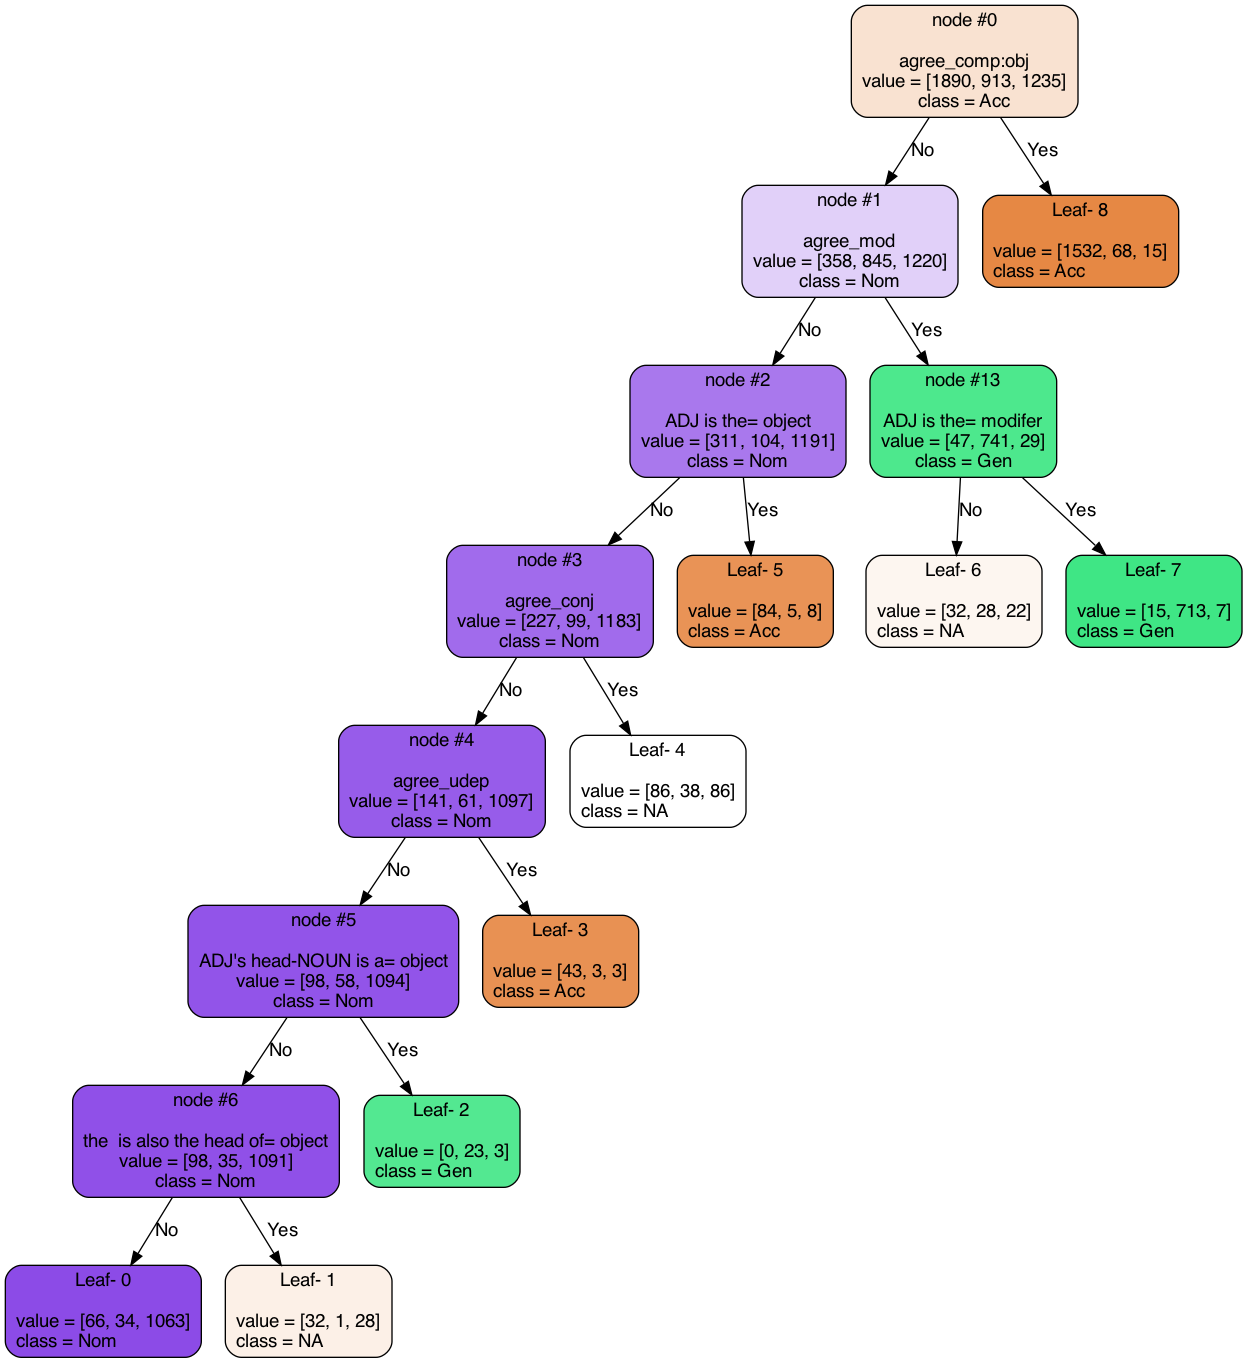 node #0
agree_comp:obj
value = [1890, 913, 1235]
class = Acc
No
Yes
node #1
agree_mod
value = [358, 845, 1220]
class = Nom
Leaf- 8
value = [1532, 68, 15]
class = Acc
No
Yes
node #2
ADJ is the= object
value = [311, 104, 1191]
class = Nom
node #13
ADJ is the= modifer
value = [47, 741, 29]
class = Gen
No
Yes
No
Yes
node #3
agree_conj
value = [227, 99, 1183]
class = Nom
Leaf- 5
value = [84, 5, 8]
class = Acc
Leaf- 6
value = [32, 28, 22]
class = NA
Leaf- 7
value = [15, 713, 7]
class = Gen
No
Yes
node #4
agree_udep
value = [141, 61, 1097]
class = Nom
Leaf- 4
value = [86, 38, 86]
class = NA
No
Yes
node #5
ADJ's head-NOUN is a= object
value = [98, 58, 1094]
class = Nom
Leaf- 3
value = [43, 3, 3]
class = Acc
No
Yes
node #6
the  is also the head of= object
value = [98, 35, 1091]
class = Nom
Leaf- 2
value = [0, 23, 3]
class = Gen
No
Yes
Leaf- 0
value = [66, 34, 1063]
class = Nom
Leaf- 1
value = [32, 1, 28]
class = NA